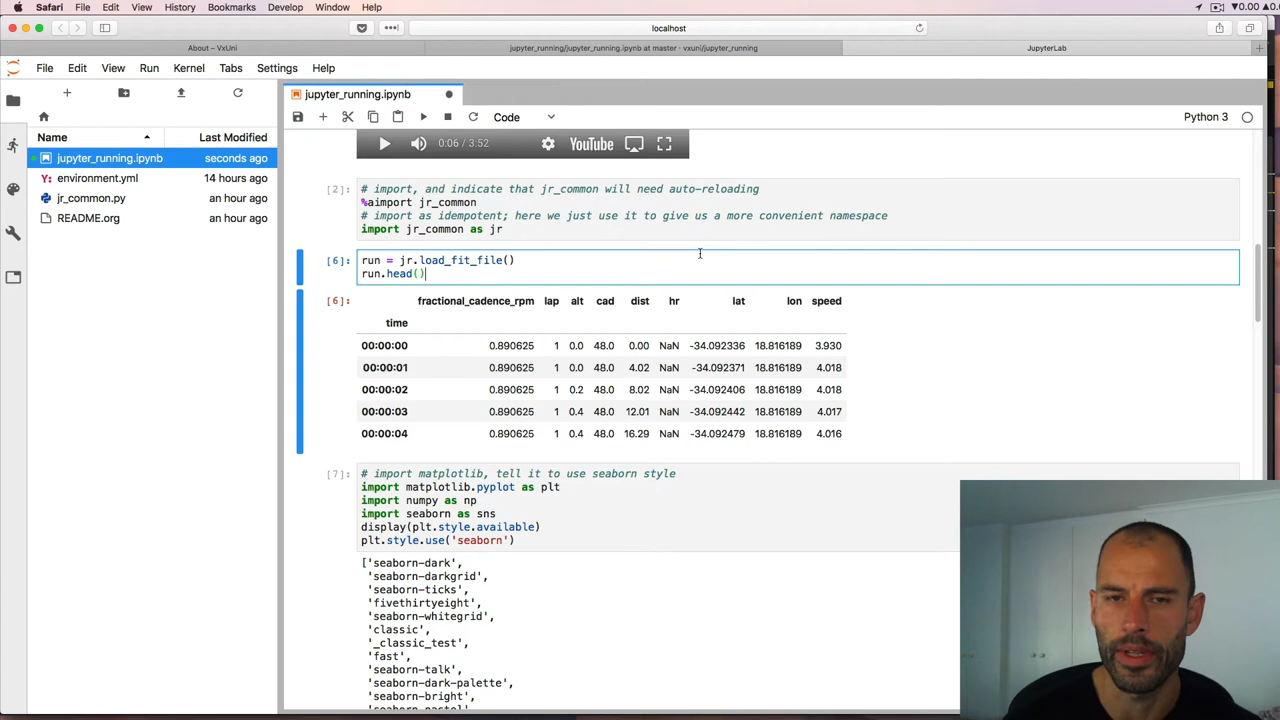 Safari File Edit View History Bookmarks Develop Window Help
localhost
About – VxUni
jupyter_running/jupyter_running.ipynb at master · vxuni/jupyter_running
JupyterLab
File Edit View Run Kernel Tabs Settings Help
jupyter_running.ipynb
Code
Python 3
Name Last Modified
jupyter_running.ipynb seconds ago
environment.yml 14 hours ago
jr_common.py an hour ago
README.org an hour ago
0:06 / 3:52 YouTube
[2]: # import, and indicate that jr_common will need auto-reloading
%aimport jr_common
# import as idempotent; here we just use it to give us a more convenient namespace
import jr_common as jr
[6]: run = jr.load_fit_file()
run.head()
[6]: fractional_cadence_rpm lap alt cad dist hr lat lon speed
time
00:00:00 0.890625 1 0.0 48.0 0.00 NaN -34.092336 18.816189 3.930
00:00:01 0.890625 1 0.0 48.0 4.02 NaN -34.092371 18.816189 4.018
00:00:02 0.890625 1 0.2 48.0 8.02 NaN -34.092406 18.816189 4.018
00:00:03 0.890625 1 0.4 48.0 12.01 NaN -34.092442 18.816189 4.017
00:00:04 0.890625 1 0.4 48.0 16.29 NaN -34.092479 18.816189 4.016
[7]: # import matplotlib, tell it to use seaborn style
import matplotlib.pyplot as plt
import numpy as np
import seaborn as sns
display(plt.style.available)
plt.style.use('seaborn')
['seaborn-dark',
'seaborn-darkgrid',
'seaborn-ticks',
'fivethirtyeight',
'seaborn-whitegrid',
'classic',
'_classic_test',
'fast',
'seaborn-talk',
'seaborn-dark-palette',
'seaborn-bright',